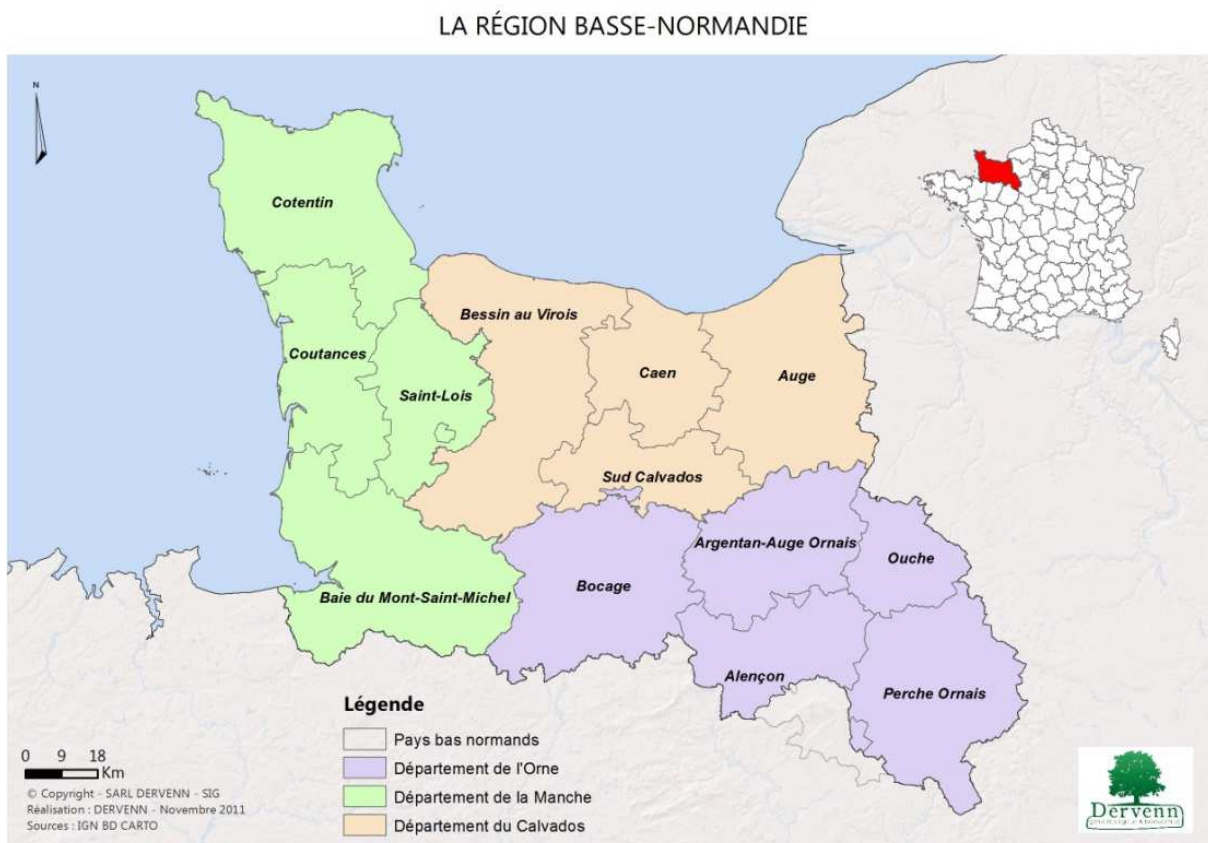 LA RÉGION BASSE-NORMANDIE
N
Cotentin
Bessin au Virois
Coutances
Caen
Auge
Saint-Lois
Sud Calvados
Argentan-Auge Ornais
Ouche
Bocage
Baie du Mont-Saint-Michel
Alençon
Perche Ornais
Légende
Pays bas normands
Département de l'Orne
Département de la Manche
Département du Calvados
0 9 18
Km
© Copyright - SARL DERVENN - SIG
Réalisation : DERVENN - Novembre 2011
Sources : IGN BD CARTO
Dervenn